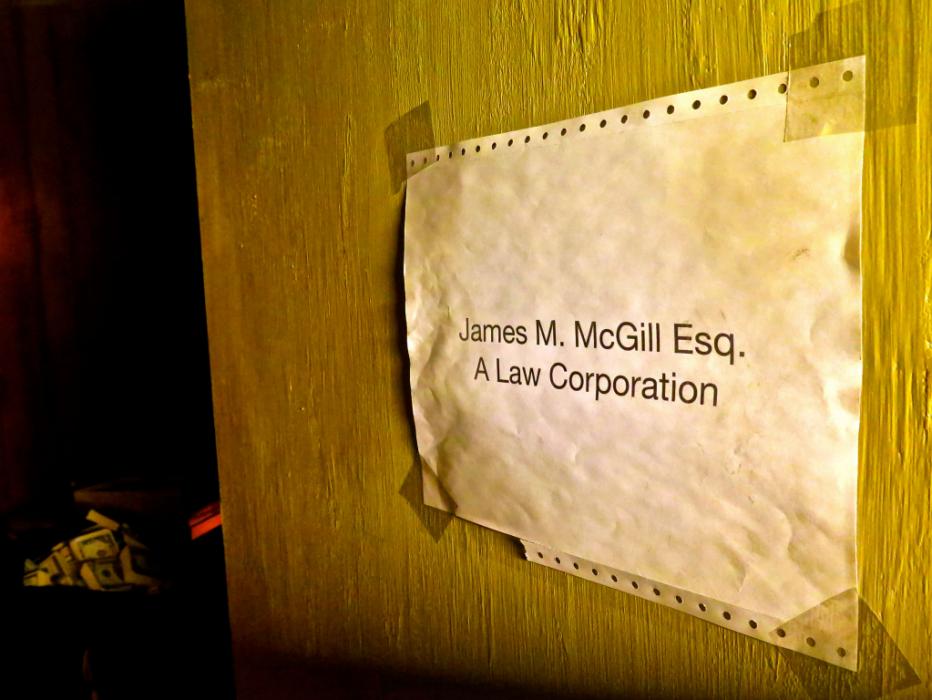 James M. McGill Esq.
A Law Corporation